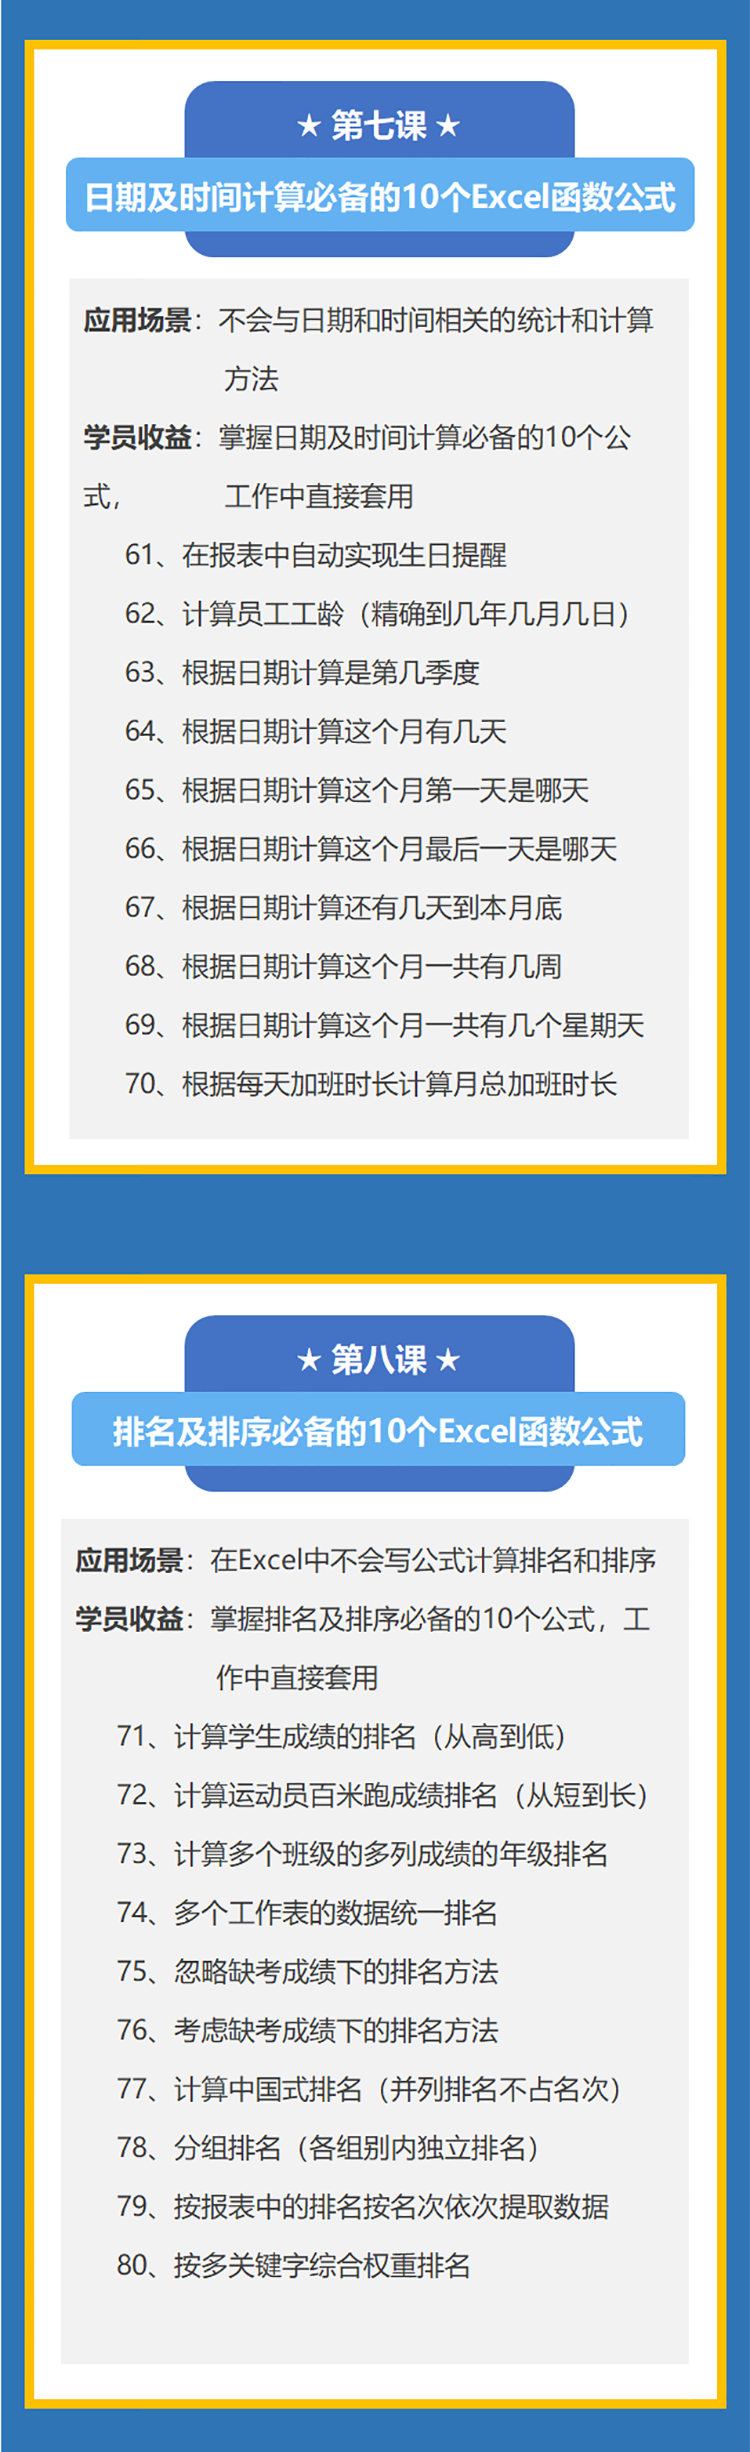 ★ 第七课 ★
日期及时间计算必备的10个Excel函数公式
应用场景：不会与日期和时间相关的统计和计算
方法
学员收益：掌握日期及时间计算必备的10个公
式，工作中直接套用
61、在报表中自动实现生日提醒
62、计算员工工龄（精确到几年几月几日）
63、根据日期计算是第几季度
64、根据日期计算这个月有几天
65、根据日期计算这个月第一天是哪天
66、根据日期计算这个月最后一天是哪天
67、根据日期计算还有几天到本月底
68、根据日期计算这个月一共有几周
69、根据日期计算这个月一共有几个星期天
70、根据每天加班时长计算月总加班时长
★ 第八课 ★
排名及排序必备的10个Excel函数公式
应用场景：在Excel中不会写公式计算排名和排序
学员收益：掌握排名及排序必备的10个公式，工
作中直接套用
71、计算学生成绩的排名（从高到低）
72、计算运动员百米跑成绩排名（从短到长）
73、计算多个班级的多列成绩的年级排名
74、多个工作表的数据统一排名
75、忽略缺考成绩下的排名方法
76、考虑缺考成绩下的排名方法
77、计算中国式排名（并列排名不占名次）
78、分组排名（各组别内独立排名）
79、按报表中的排名按名次依次提取数据
80、按多关键字综合权重排名